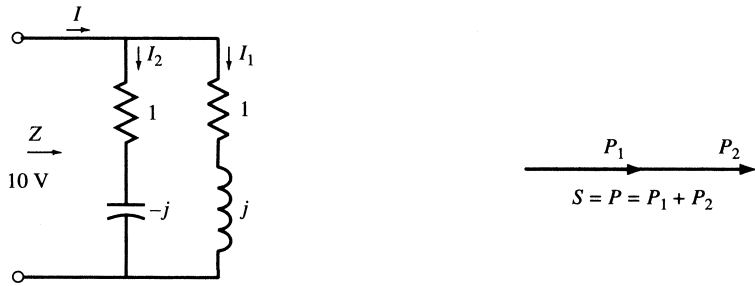 I
I₂
I₁
1
1
Z
10 V
-j
j
P₁
P₂
S = P = P₁ + P₂